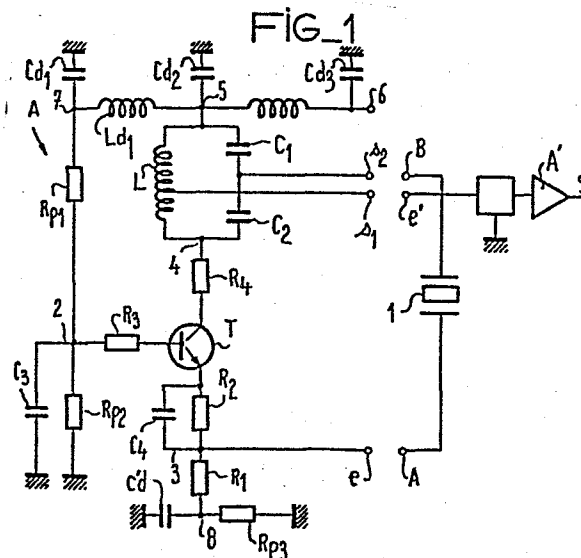 FiG_1
Cd1
Cd2
Cd3
7
5
6
A
Ld1
C1
L
s2
B
A'
S
Rp1
C2
s1
e'
4
R4
1
2
R3
T
C3
R2
Rp2
C4
3
e
A
R1
c'd
8
Rp3